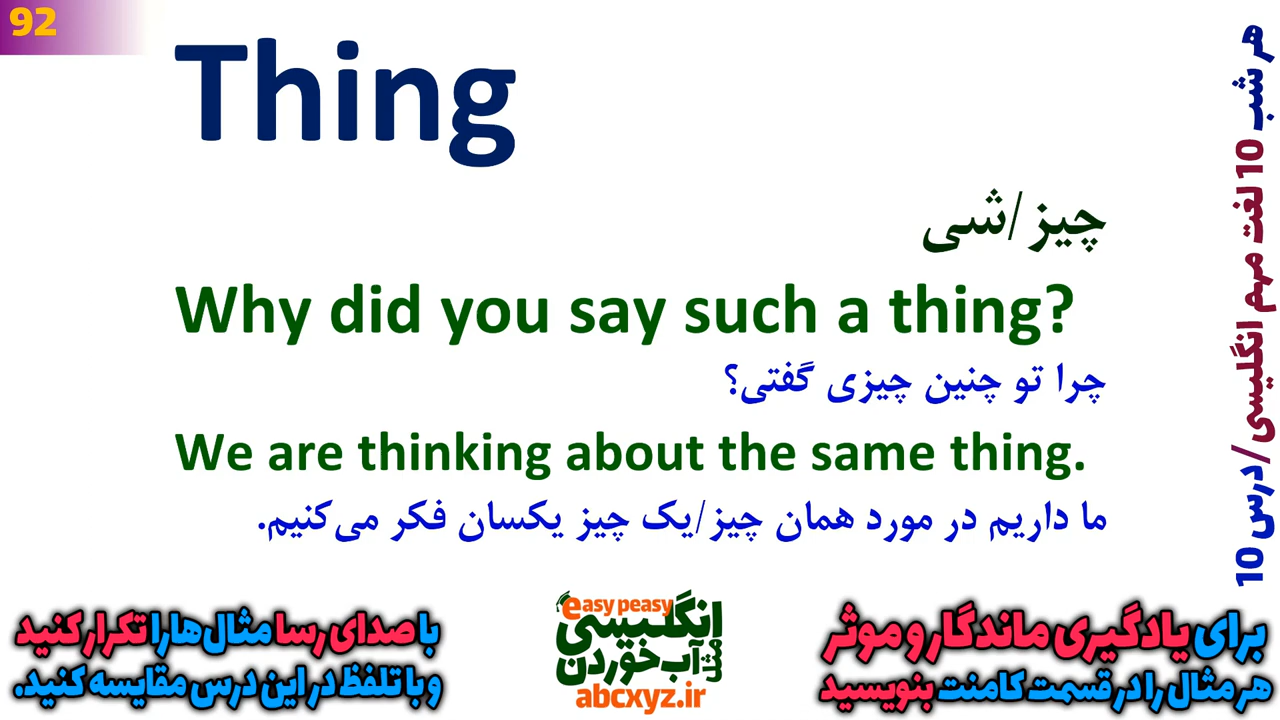 92
Thing
چیز/شی
Why did you say such a thing?
چرا تو چنین چیزی گفتی؟
We are thinking about the same thing.
ما داریم در مورد همان چیز/یک چیز یکسان فکر می‌کنیم.
هر شب 10 لغت مهم انگلیسی/درس 10
برای یادگیری ماندگار و موثر
هر مثال را در قسمت کامنت بنویسید
easy peasy
انگلیسی
مثل
آب خوردن
abcxyz.ir
با صدای رسا مثال‌ها را تکرار کنید
و با تلفظ در این درس مقایسه کنید.